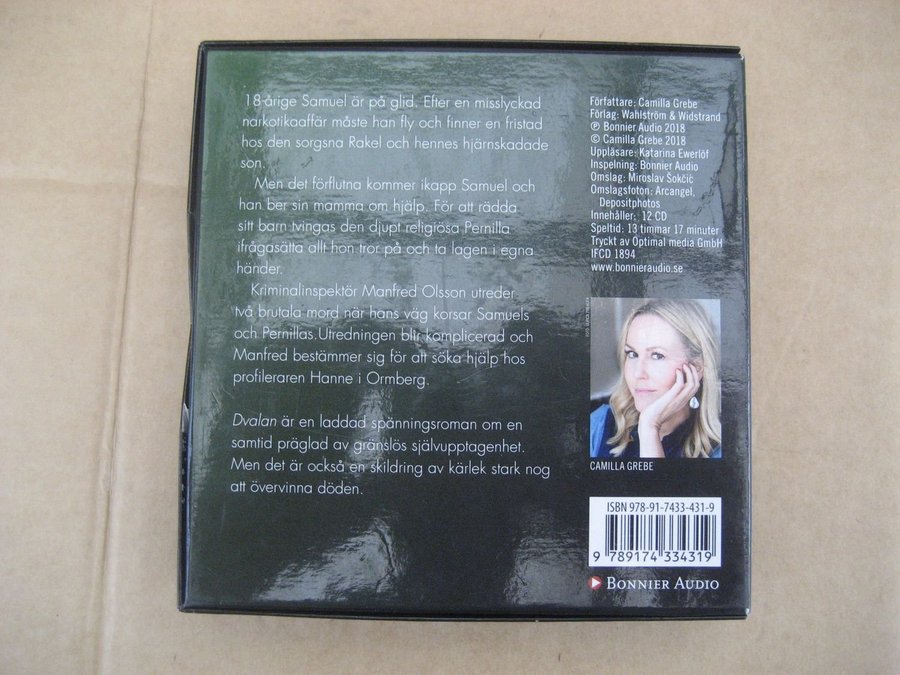 18-årige Samuel är på glid. Efter en misslyckad
narkotikaaffär måste han fly och finner en fristad
hos den sorgsna Rakel och hennes hjärnskadade
son.
Men det förflutna kommer ikapp Samuel och
han ber sin mamma om hjälp. För att rädda
sitt barn tvingas den djupt religiösa Pernilla
ifrågasätta allt hon tror på och ta lagen i egna
händer.
Kriminalinspektör Manfred Olsson utreder
två brutala mord när hans väg korsar Samuels
och Pernillas. Utredningen blir komplicerad och
Manfred bestämmer sig för att söka hjälp hos
profileraren Hanne i Ormberg.
Dvalan är en laddad spänningsroman om en
samtid präglad av gränslös självupptagenhet.
Men det är också en skildring av kärlek stark nog
att övervinna döden.
Författare: Camilla Grebe
Förlag: Wahlström & Widstrand
℗ Bonnier Audio 2018
© Camilla Grebe 2018
Uppläsare: Katarina Ewerlöf
Inspelning: Bonnier Audio
Omslag: Miroslav Šokčić
Omslagsfoton: Arcangel,
Depositphotos
Innehåller: 12 CD
Speltid: 13 timmar 17 minuter
Tryckt av Optimal media GmbH
IFCD 1894
www.bonnieraudio.se
CAMILLA GREBE
ISBN 978-91-7433-431-9
9 789174 334319
BONNIER AUDIO